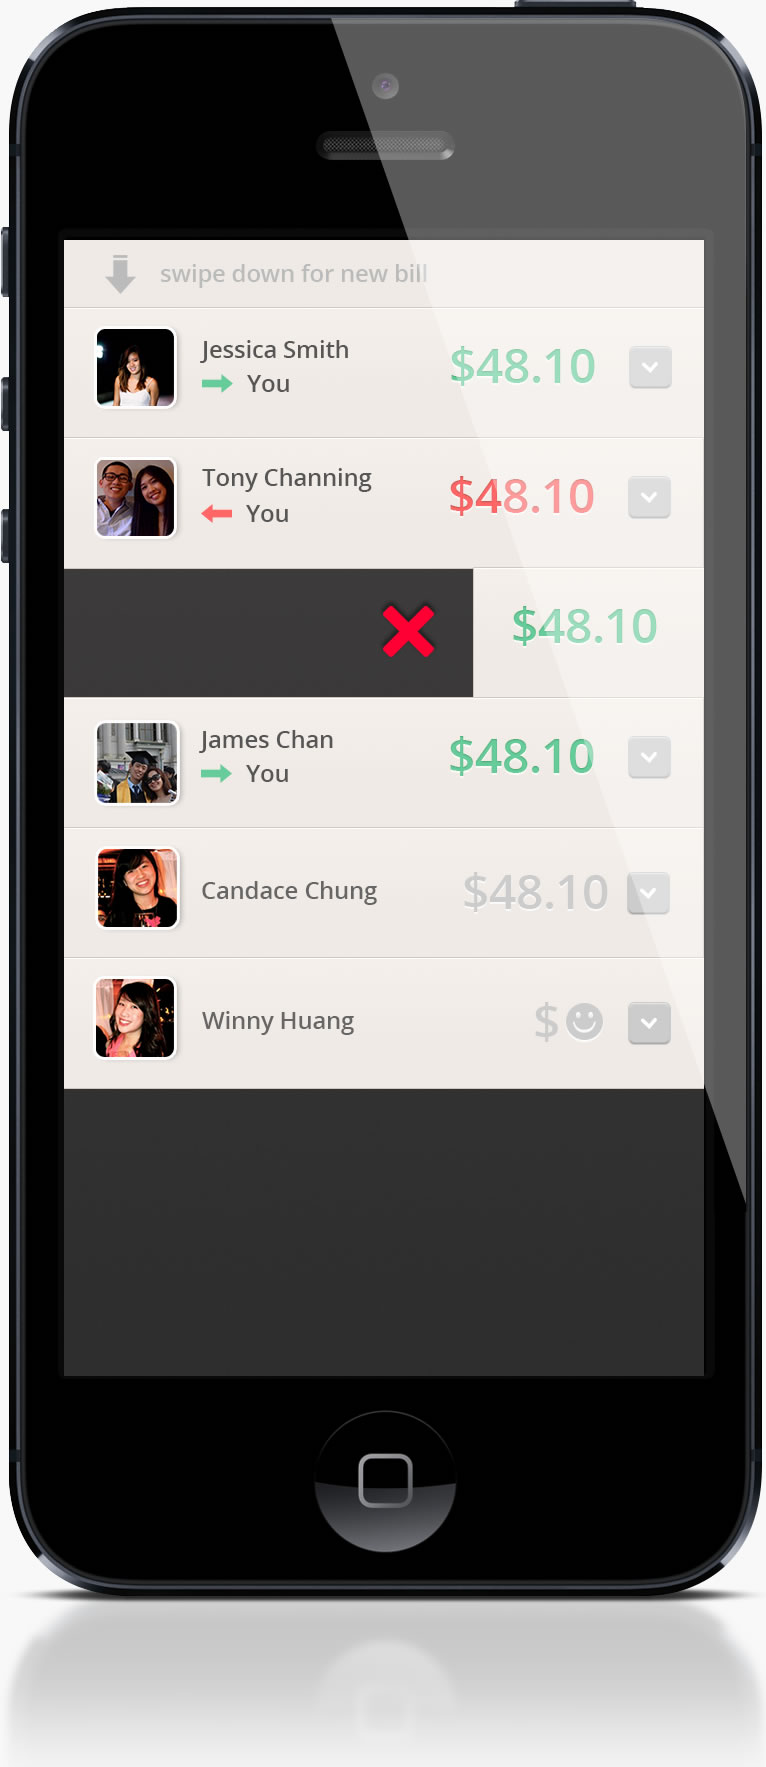 swipe down for new bill
Jessica Smith
You
$48.10
Tony Channing
You
$48.10
$48.10
James Chan
You
$48.10
Candace Chung
$48.10
Winny Huang
$